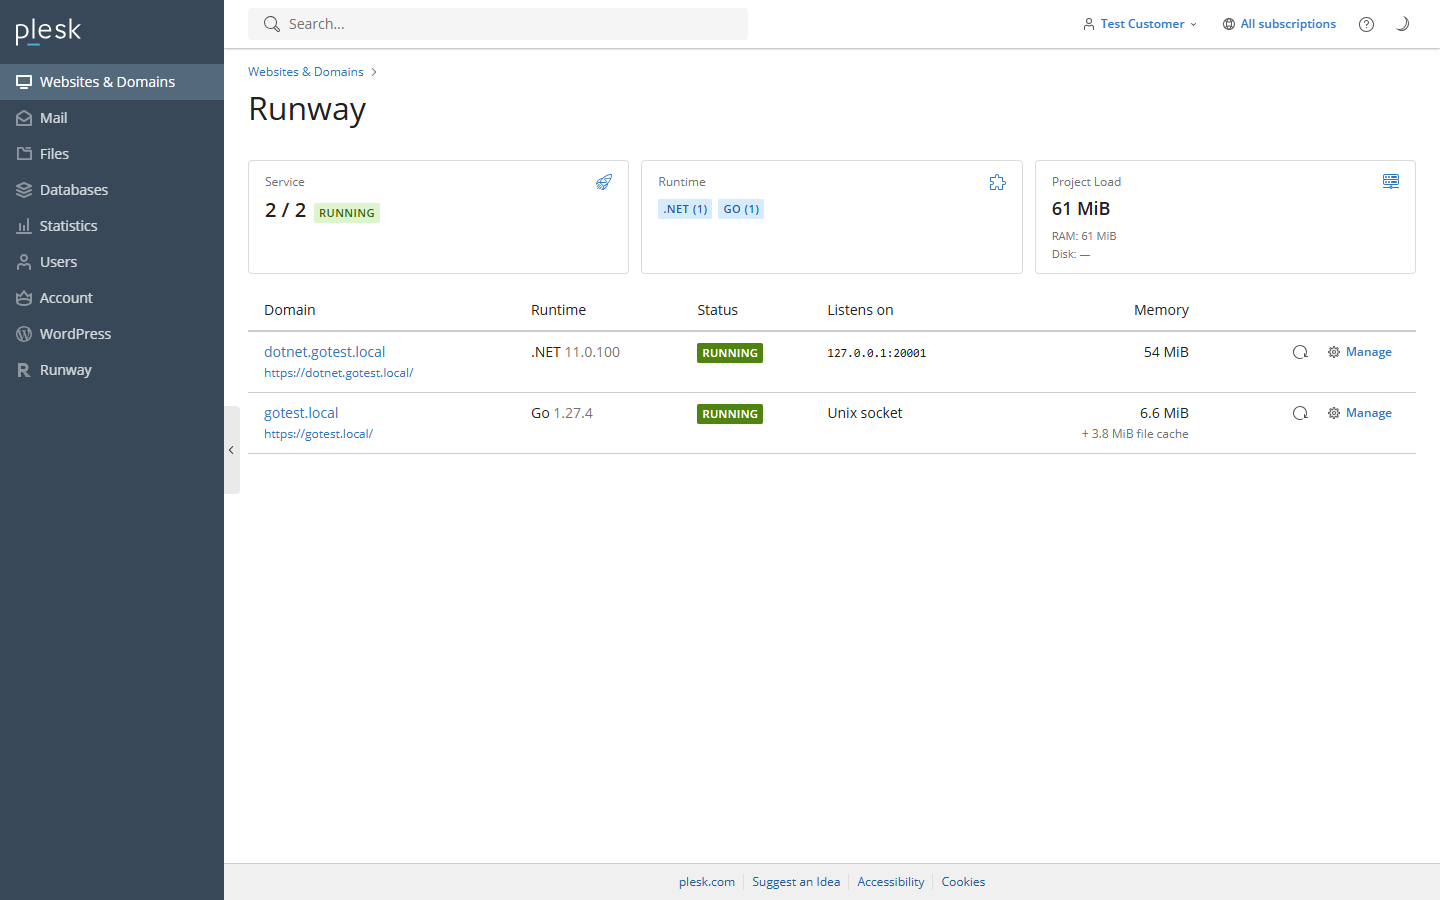 plesk
Search...
Test Customer
All subscriptions
Websites & Domains
Mail
Files
Databases
Statistics
Users
Account
WordPress
Runway
Websites & Domains
Runway
Service
2 / 2 RUNNING
Runtime
.NET (1) GO (1)
Project Load
61 MiB
RAM: 61 MiB
Disk: —
Domain Runtime Status Listens on Memory
dotnet.gotest.local .NET 11.0.100 RUNNING 127.0.0.1:20001 54 MiB Manage
https://dotnet.gotest.local/
gotest.local Go 1.27.4 RUNNING Unix socket 6.6 MiB Manage
https://gotest.local/ + 3.8 MiB file cache
plesk.com Suggest an Idea Accessibility Cookies